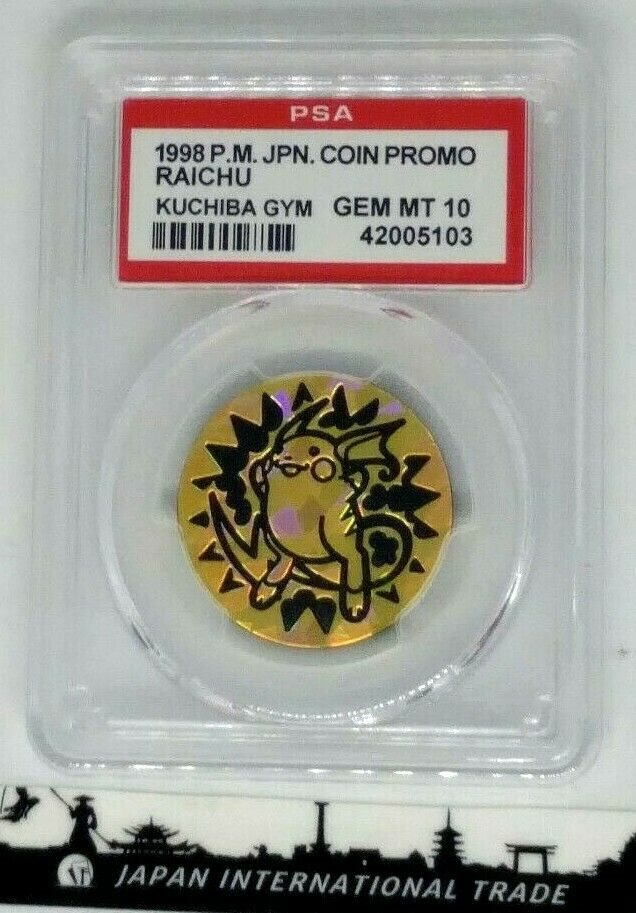 PSA
1998 P.M. JPN. COIN PROMO
RAICHU
KUCHIBA GYM GEM MT 10
42005103
JAPAN INTERNATIONAL TRADE